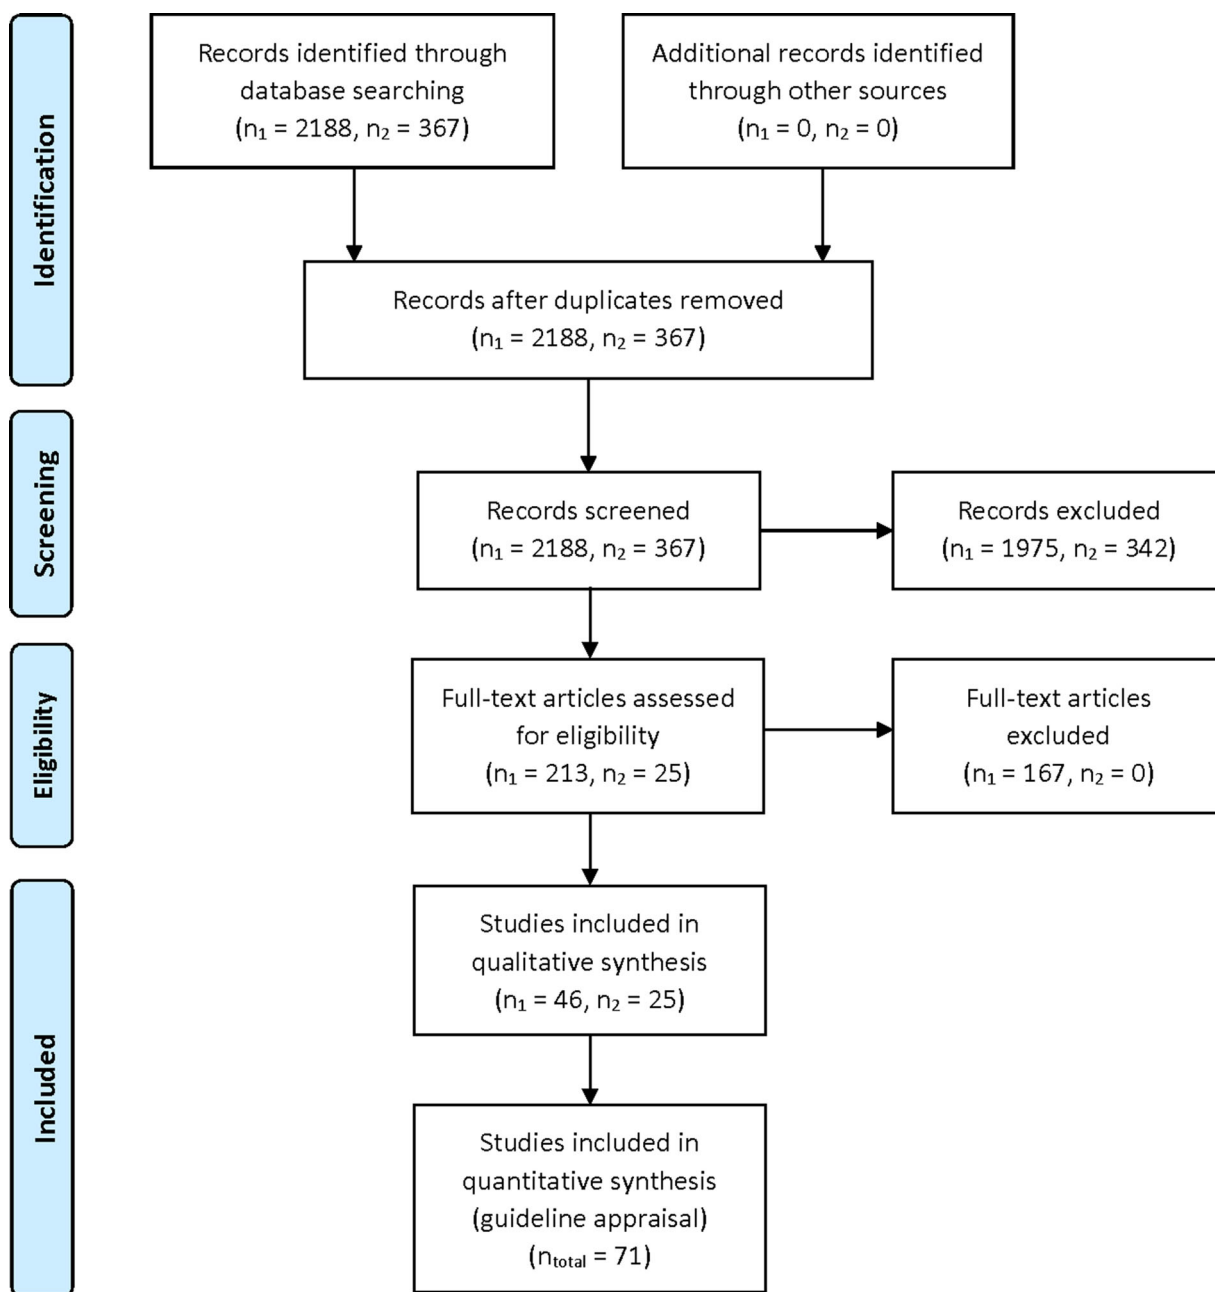 Identification
Records identified through
database searching
(n₁ = 2188, n₂ = 367)
Additional records identified
through other sources
(n₁ = 0, n₂ = 0)
Records after duplicates removed
(n₁ = 2188, n₂ = 367)
Screening
Records screened
(n₁ = 2188, n₂ = 367)
Records excluded
(n₁ = 1975, n₂ = 342)
Eligibility
Full-text articles assessed
for eligibility
(n₁ = 213, n₂ = 25)
Full-text articles
excluded
(n₁ = 167, n₂ = 0)
Included
Studies included in
qualitative synthesis
(n₁ = 46, n₂ = 25)
Studies included in
quantitative synthesis
(guideline appraisal)
(nₜₒₜₐₗ = 71)